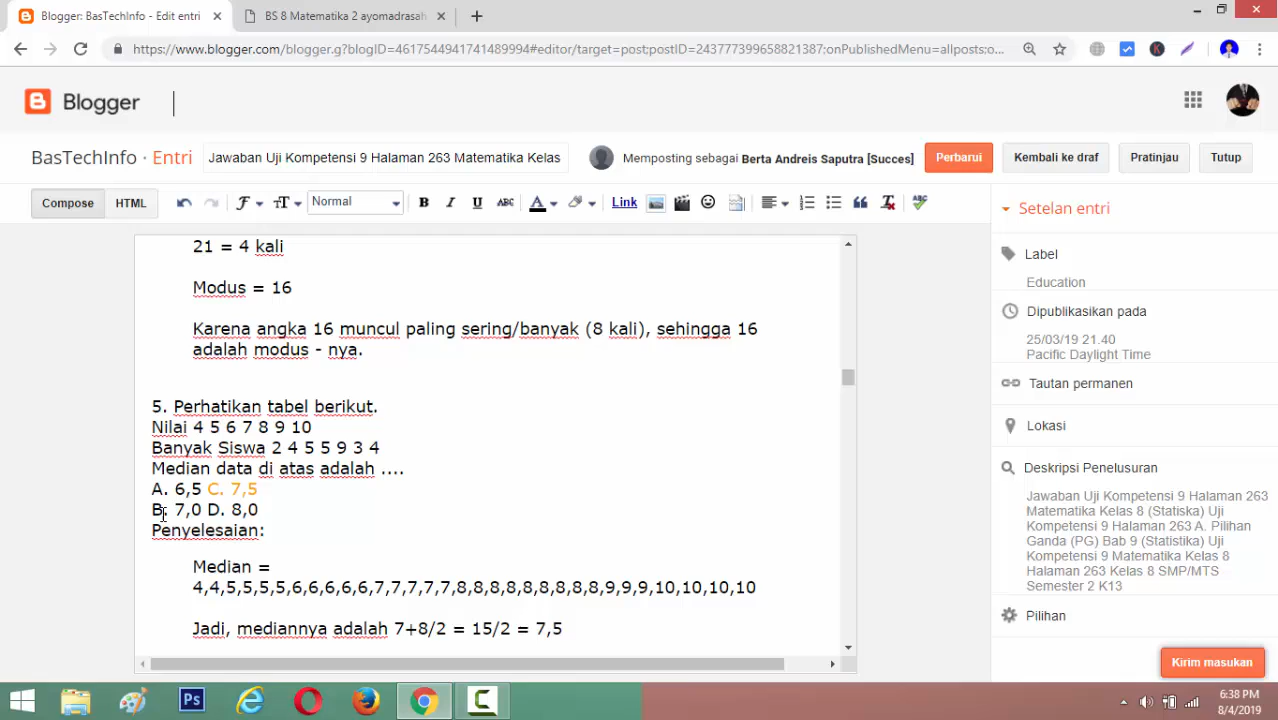 Blogger: BasTechInfo - Edit entri
BS 8 Matematika 2 ayomadrasah
https://www.blogger.com/blogger.g?blogID=4617544941741489994#editor/target=post;postID=2437773996588213​87;onPublishedMenu=allposts;o...
Blogger
BasTechInfo · Entri
Jawaban Uji Kompetensi 9 Halaman 263 Matematika Kelas
Memposting sebagai Berta Andreis Saputra [Succes]
Perbarui
Kembali ke draf
Pratinjau
Tutup
Compose
HTML
Normal
Link
21 = 4 kali
Modus = 16
Karena angka 16 muncul paling sering/banyak (8 kali), sehingga 16
adalah modus - nya.
5. Perhatikan tabel berikut.
Nilai 4 5 6 7 8 9 10
Banyak Siswa 2 4 5 5 9 3 4
Median data di atas adalah ....
A. 6,5 C. 7,5
B. 7,0 D. 8,0
Penyelesaian:
Median =
4,4,5,5,5,5,6,6,6,6,6,7,7,7,7,7,8,8,8,8,8,8,8,8,8,9,9,9,10,10,10,10
Jadi, mediannya adalah 7+8/2 = 15/2 = 7,5
Setelan entri
Label
Education
Dipublikasikan pada
25/03/19 21.40
Pacific Daylight Time
Tautan permanen
Lokasi
Deskripsi Penelusuran
Jawaban Uji Kompetensi 9 Halaman 263
Matematika Kelas 8 (Statiska) Uji
Kompetensi 9 Halaman 263 A. Pilihan
Ganda (PG) Bab 9 (Statistika) Uji
Kompetensi 9 Matematika Kelas 8
Halaman 263 Kelas 8 SMP/MTS
Semester 2 K13
Pilihan
Kirim masukan
6:38 PM
8/4/2019